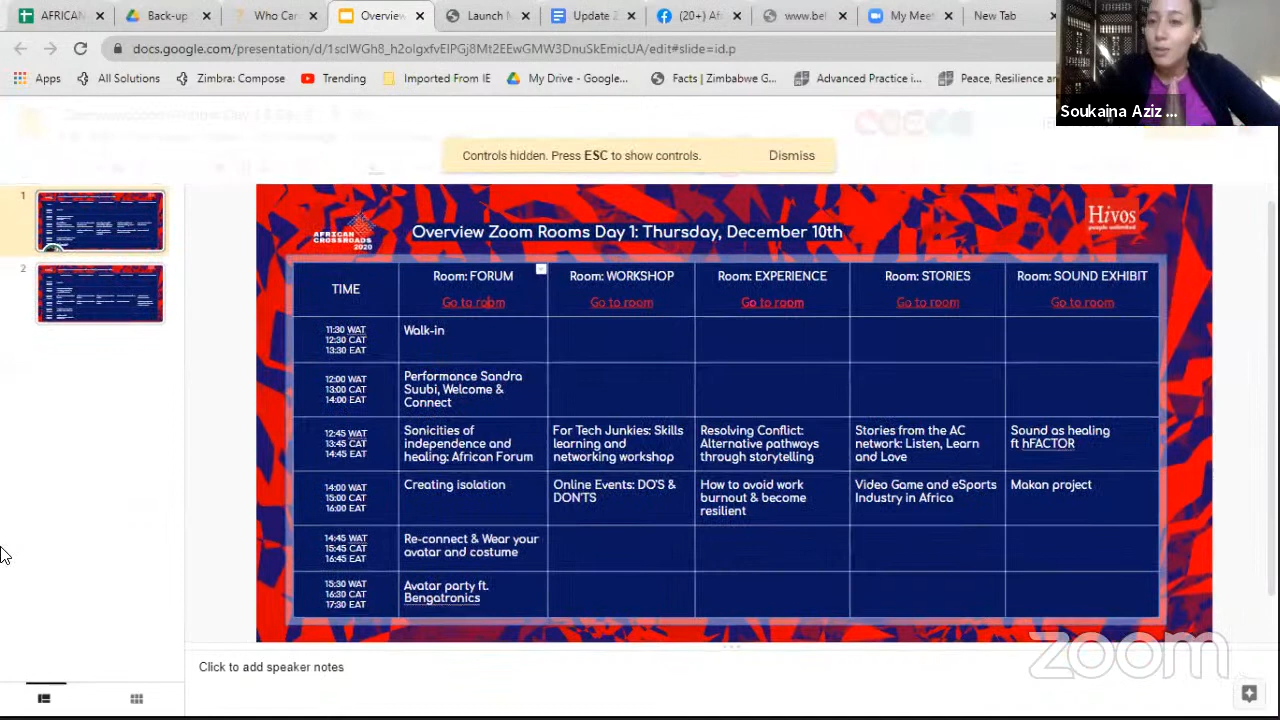 AFRICAN
Back-up
Who Can
Overview
Launch
Update
(20+) Af
www.bel
My Meet
New Tab
docs.google.com/presentation/d/
edit#slide=id.p
Apps
All Solutions
Zimbra: Compose
Trending
Imported From IE
My Drive - Google...
Facts | Zimbabwe G...
Advanced Practice i...
Peace, Resilience an
Soukaina Aziz ...
Controls hidden. Press ESC to show controls.
Dismiss
1
2
AFRICAN
CROSSROADS
2020
Overview Zoom Rooms Day 1: Thursday, December 10th
Hivos
people unlimited
TIME
Room: FORUM
Room: WORKSHOP
Room: EXPERIENCE
Room: STORIES
Room: SOUND EXHIBIT
Go to room
Go to room
Go to room
Go to room
Go to room
11:30 WAT
12:30 CAT
13:30 EAT
Walk-in
12:00 WAT
13:00 CAT
14:00 EAT
Performance Sandra
Suubi, Welcome &
Connect
12:45 WAT
13:45 CAT
14:45 EAT
Sonicities of
independence and
healing: African Forum
For Tech Junkies: Skills
learning and
networking workshop
Resolving Conflict:
Alternative pathways
through storytelling
Stories from the AC
network: Listen, Learn
and Love
Sound as healing
ft hFACTOR
14:00 WAT
15:00 CAT
16:00 EAT
Creating isolation
Online Events: DO'S &
DON'TS
How to avoid work
burnout & become
resilient
Video Game and eSports
Industry in Africa
Makan project
14:45 WAT
15:45 CAT
16:45 EAT
Re-connect & Wear your
avatar and costume
15:30 WAT
16:30 CAT
17:30 EAT
Avatar party ft.
Bengatronics
zoom
Click to add speaker notes